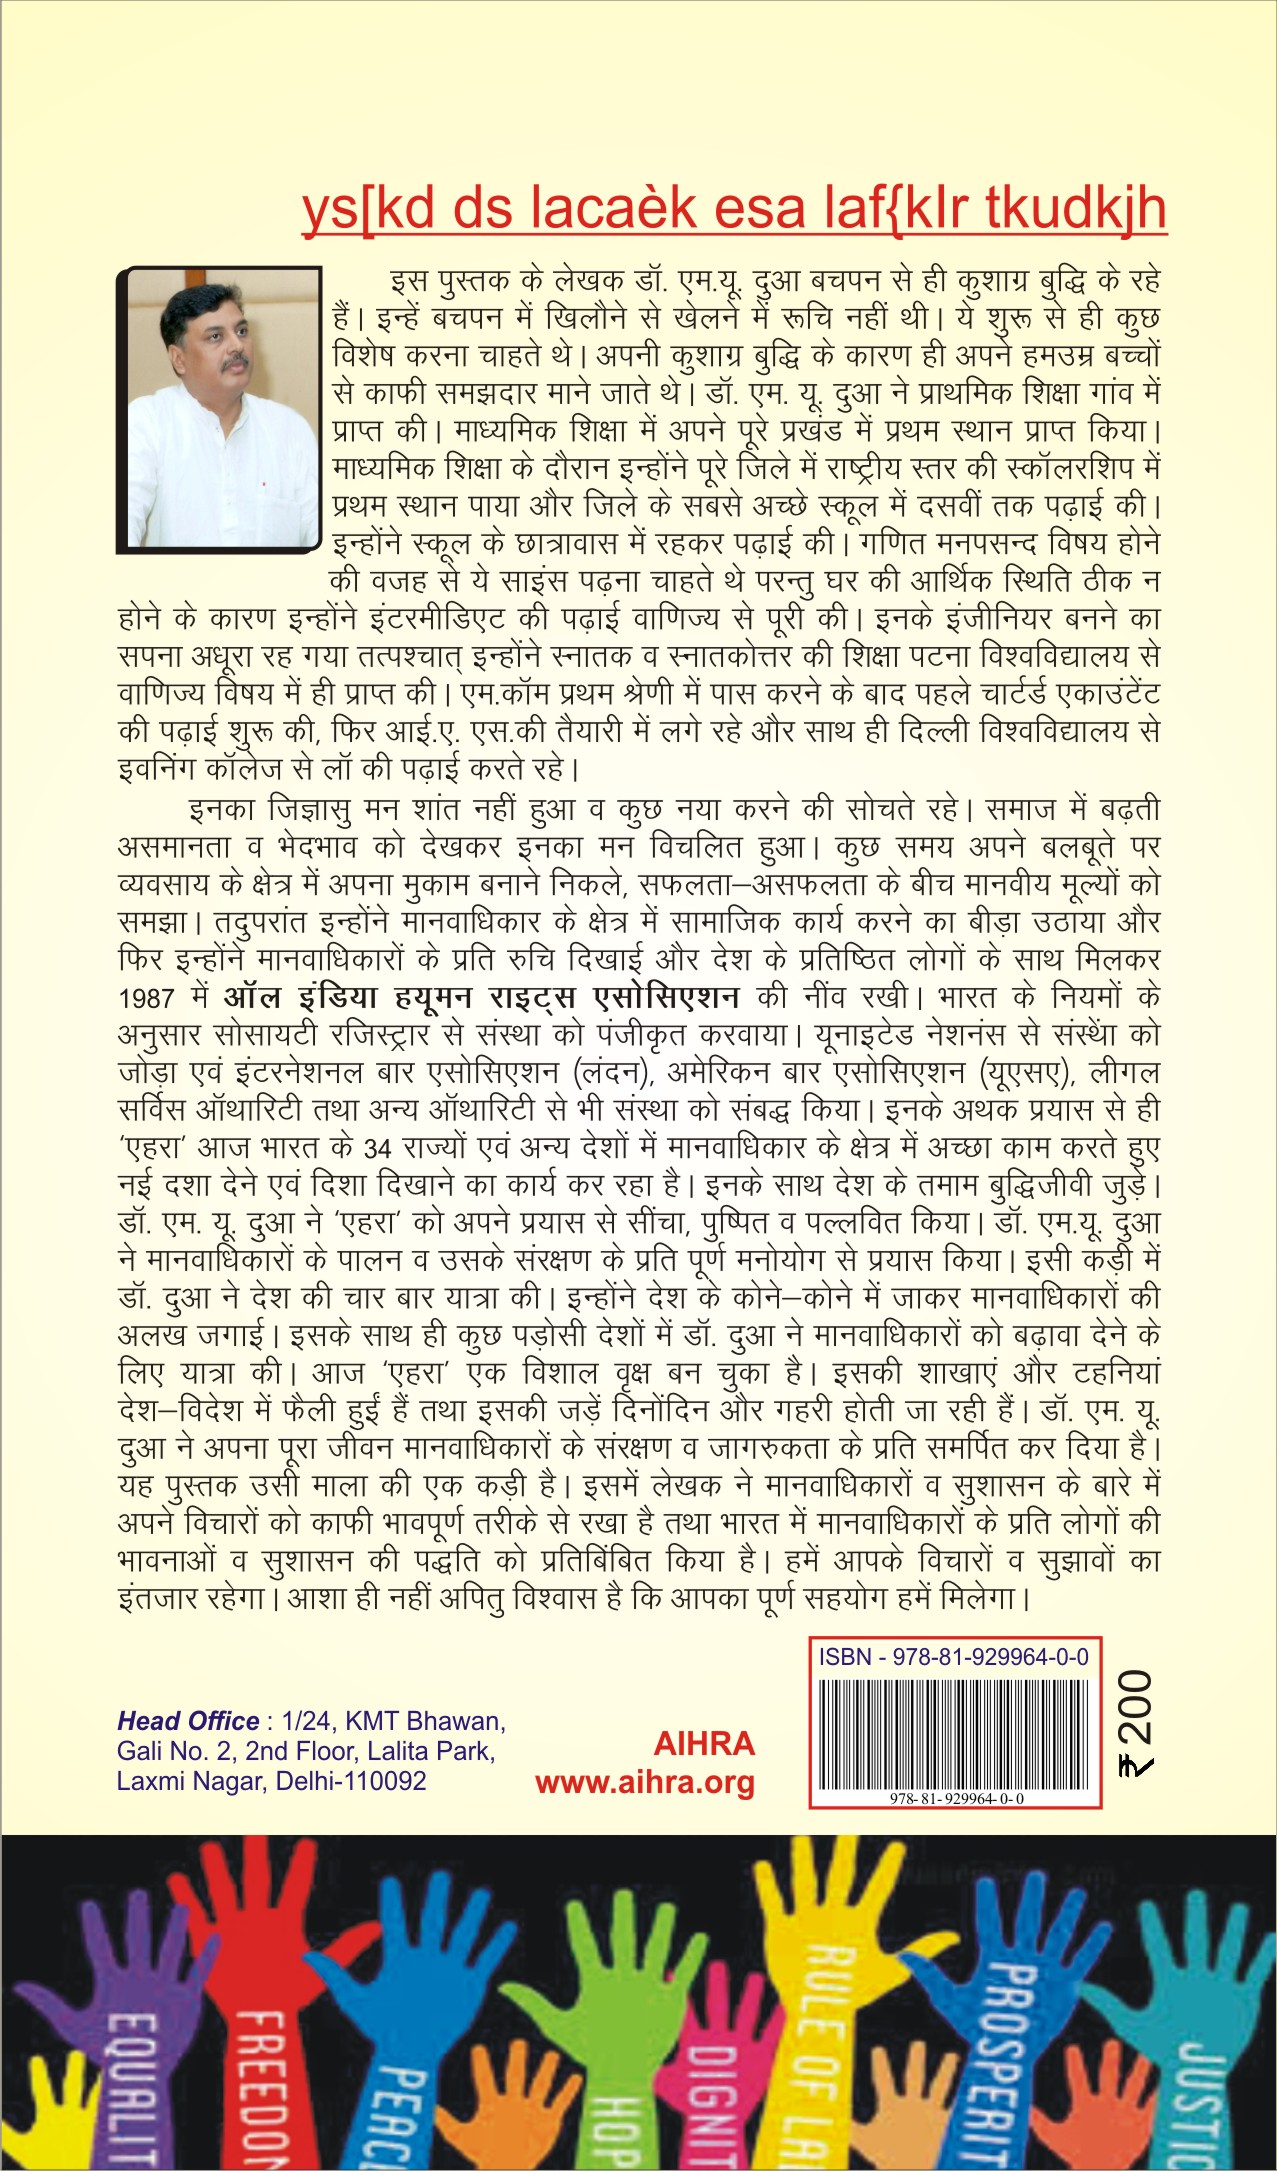 ys[kd ds lacaèk esa laf{kIr tkudkjh
इस पुस्तक के लेखक डॉ. एम.यू. दुआ बचपन से ही कुशाग्र बुद्धि के रहे
हैं। इन्हें बचपन में खिलौने से खेलने में रूचि नहीं थी। ये शुरू से ही कुछ
विशेष करना चाहते थे। अपनी कुशाग्र बुद्धि के कारण ही अपने हमउम्र बच्चों
से काफी समझदार माने जाते थे। डॉ. एम. यू. दुआ ने प्राथमिक शिक्षा गांव में
प्राप्त की। माध्यमिक शिक्षा में अपने पूरे प्रखंड में प्रथम स्थान प्राप्त किया।
माध्यमिक शिक्षा के दौरान इन्होंने पूरे जिले में राष्ट्रीय स्तर की स्कॉलरशिप में
प्रथम स्थान पाया और जिले के सबसे अच्छे स्कूल में दसवीं तक पढ़ाई की।
इन्होंने स्कूल के छात्रावास में रहकर पढ़ाई की। गणित मनपसन्द विषय होने
की वजह से ये साइंस पढ़ना चाहते थे परन्तु घर की आर्थिक स्थिति ठीक न
होने के कारण इन्होंने इंटरमीडिएट की पढ़ाई वाणिज्य से पूरी की। इनके इंजीनियर बनने का
सपना अधूरा रह गया तत्पश्चात् इन्होंने स्नातक व स्नातकोत्तर की शिक्षा पटना विश्वविद्यालय से
वाणिज्य विषय में ही प्राप्त की। एम.कॉम प्रथम श्रेणी में पास करने के बाद पहले चार्टर्ड एकाउंटेंट
की पढ़ाई शुरू की, फिर आई.ए. एस.की तैयारी में लगे रहे और साथ ही दिल्ली विश्वविद्यालय से
इवनिंग कॉलेज से लॉ की पढ़ाई करते रहे।
इनका जिज्ञासु मन शांत नहीं हुआ व कुछ नया करने की सोचते रहे। समाज में बढ़ती
असमानता व भेदभाव को देखकर इनका मन विचलित हुआ। कुछ समय अपने बलबूते पर
व्यवसाय के क्षेत्र में अपना मुकाम बनाने निकले, सफलता–असफलता के बीच मानवीय मूल्यों को
समझा। तदुपरांत इन्होंने मानवाधिकार के क्षेत्र में सामाजिक कार्य करने का बीड़ा उठाया और
फिर इन्होंने मानवाधिकारों के प्रति रुचि दिखाई और देश के प्रतिष्ठित लोगों के साथ मिलकर
1987 में ऑल इंडिया हयूमन राइट्स एसोसिएशन की नींव रखी। भारत के नियमों के
अनुसार सोसायटी रजिस्ट्रार से संस्था को पंजीकृत करवाया। यूनाइटेड नेशनंस से संस्थेंा को
जोड़ा एवं इंटरनेशनल बार एसोसिएशन (लंदन), अमेरिकन बार एसोसिएशन (यूएसए), लीगल
सर्विस ऑथारिटी तथा अन्य ऑथारिटी से भी संस्था को संबद्ध किया। इनके अथक प्रयास से ही
‘एहरा’ आज भारत के 34 राज्यों एवं अन्य देशों में मानवाधिकार के क्षेत्र में अच्छा काम करते हुए
नई दशा देने एवं दिशा दिखाने का कार्य कर रहा है। इनके साथ देश के तमाम बुद्धिजीवी जुड़े।
डॉ. एम. यू. दुआ ने ‘एहरा’ को अपने प्रयास से सींचा, पुष्पित व पल्लवित किया। डॉ. एम.यू. दुआ
ने मानवाधिकारों के पालन व उसके संरक्षण के प्रति पूर्ण मनोयोग से प्रयास किया। इसी कड़ी में
डॉ. दुआ ने देश की चार बार यात्रा की। इन्होंने देश के कोने–कोने में जाकर मानवाधिकारों की
अलख जगाई। इसके साथ ही कुछ पड़ोसी देशों में डॉ. दुआ ने मानवाधिकारों को बढ़ावा देने के
लिए यात्रा की। आज ‘एहरा’ एक विशाल वृक्ष बन चुका है। इसकी शाखाएं और टहनियां
देश–विदेश में फैली हुईं हैं तथा इसकी जड़ें दिनोंदिन और गहरी होती जा रही हैं। डॉ. एम. यू.
दुआ ने अपना पूरा जीवन मानवाधिकारों के संरक्षण व जागरुकता के प्रति समर्पित कर दिया है।
यह पुस्तक उसी माला की एक कड़ी है। इसमें लेखक ने मानवाधिकारों व सुशासन के बारे में
अपने विचारों को काफी भावपूर्ण तरीके से रखा है तथा भारत में मानवाधिकारों के प्रति लोगों की
भावनाओं व सुशासन की पद्धति को प्रतिबिंबित किया है। हमें आपके विचारों व सुझावों का
इंतजार रहेगा। आशा ही नहीं अपितु विश्वास है कि आपका पूर्ण सहयोग हमें मिलेगा।
Head Office : 1/24, KMT Bhawan,
Gali No. 2, 2nd Floor, Lalita Park,
Laxmi Nagar, Delhi-110092
AIHRA
www.aihra.org
ISBN - 978-81-929964-0-0
978-81-929964-0-0
₹ 200
EQUALIT
FREEDOM
PEAC
HOP
DIGNIT
RULE OF LA
PROSPERIT
JUSTIC